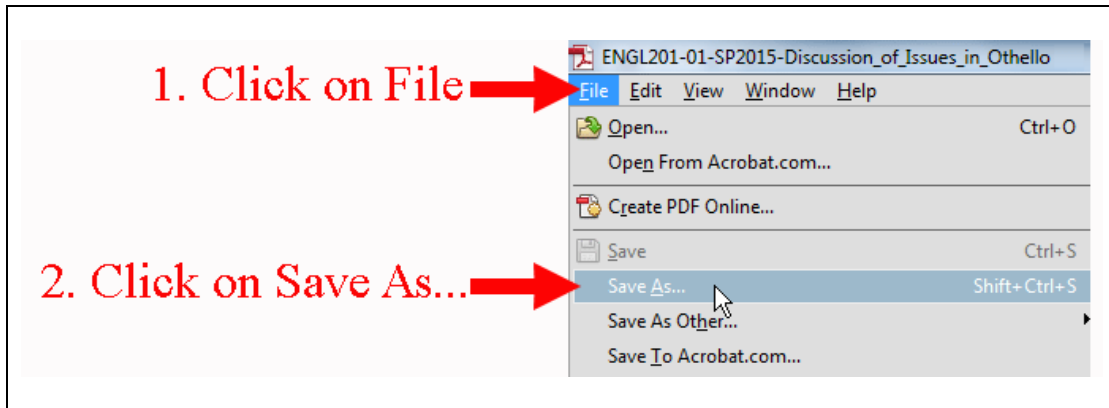 ENGL201-01-SP2015-Discussion_of_Issues_in_Othello
1. Click on File
File Edit View Window Help
Open... Ctrl+O
Open From Acrobat.com...
Create PDF Online...
Save Ctrl+S
2. Click on Save As...
Save As... Shift+Ctrl+S
Save As Other...
Save To Acrobat.com...